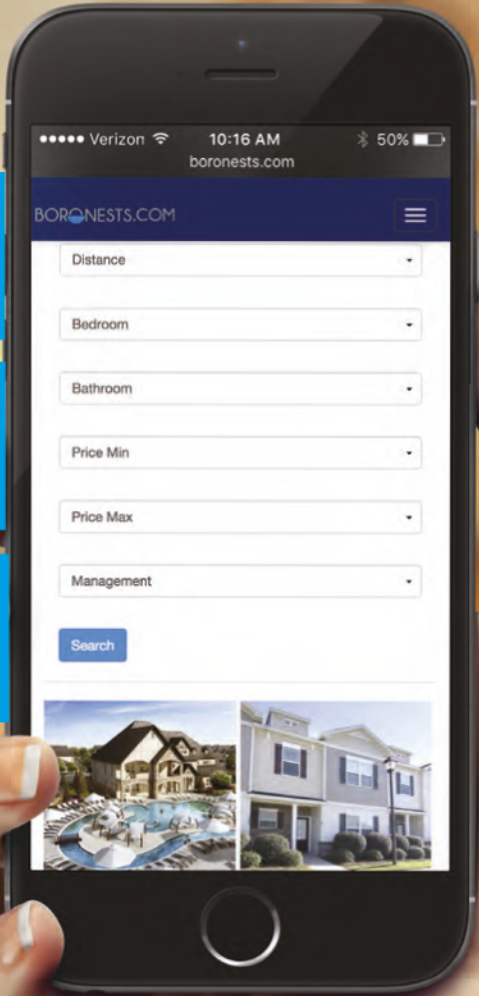 Verizon 10:16 AM 50%
boronests.com
BORONESTS.COM
Distance
Bedroom
Bathroom
Price Min
Price Max
Management
Search